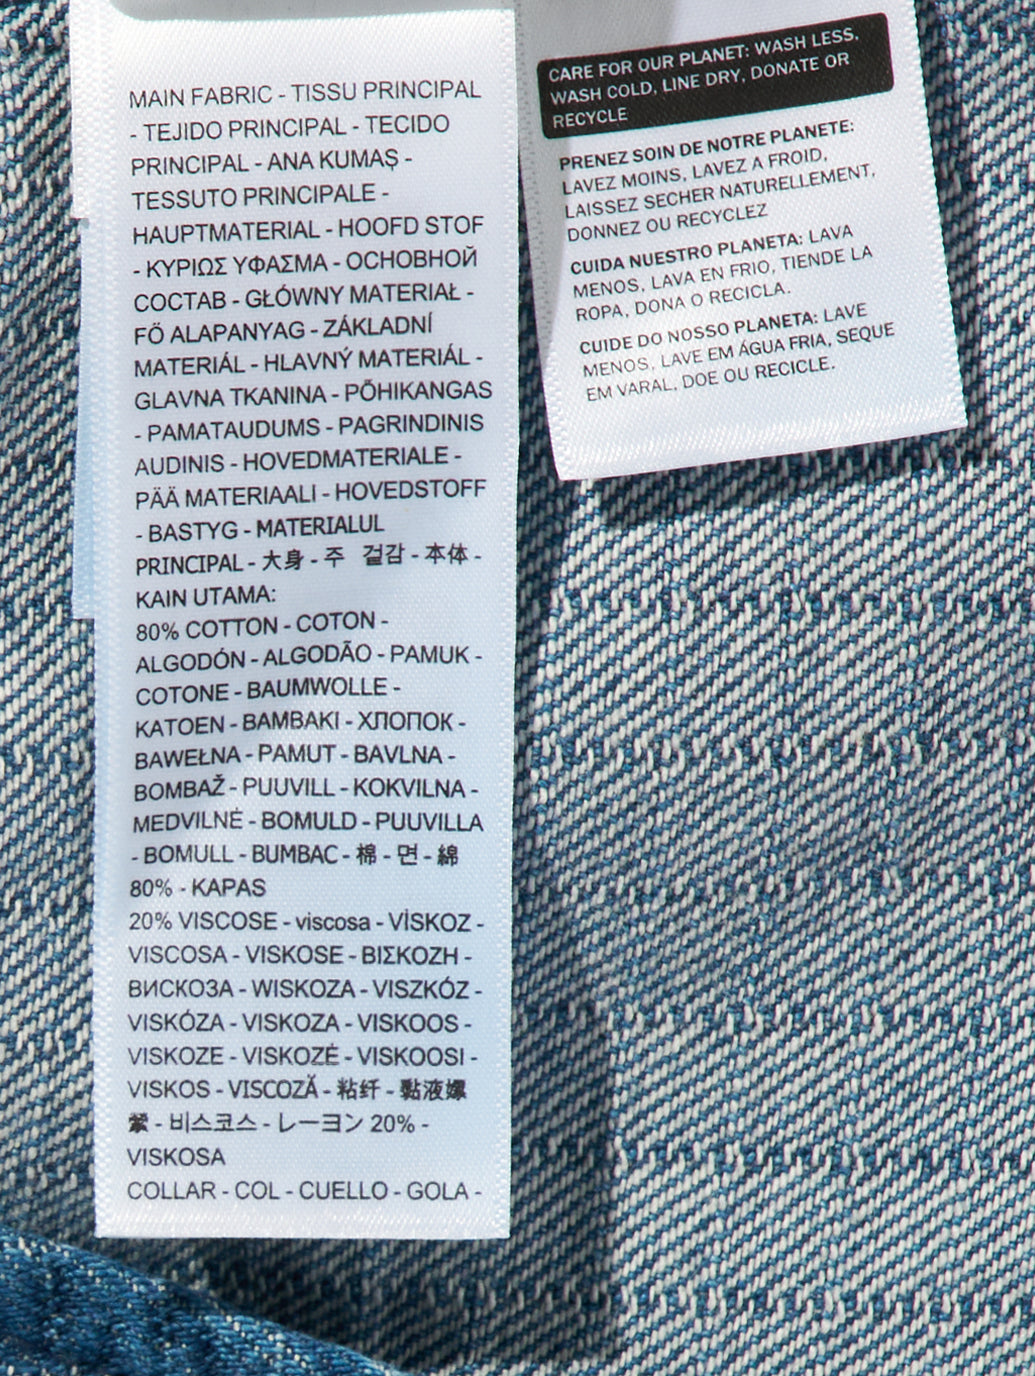 MAIN FABRIC - TISSU PRINCIPAL
- TEJIDO PRINCIPAL - TECIDO
PRINCIPAL - ANA KUMAŞ -
TESSUTO PRINCIPALE -
HAUPTMATERIAL - HOOFD STOF
- ΚΥΡΙΩΣ ΥΦΑΣΜΑ - ОСНОВНОЙ
СОСТАВ - GŁÓWNY MATERIAŁ -
FŐ ALAPANYAG - ZÁKLADNÍ
MATERIÁL - HLAVNÝ MATERIÁL -
GLAVNA TKANINA - PÕHIKANGAS
- PAMATAUDUMS - PAGRINDINIS
AUDINIS - HOVEDMATERIALE -
PÄÄ MATERIAALI - HOVEDSTOFF
- BASTYG - MATERIALUL
PRINCIPAL - 大身 - 주 겉감 - 本体 -
KAIN UTAMA:
80% COTTON - COTON -
ALGODÓN - ALGODÃO - PAMUK -
COTONE - BAUMWOLLE -
KATOEN - ΒΑΜΒΑΚΙ - ХЛОПОК -
BAWEŁNA - PAMUT - BAVLNA -
BOMBAŽ - PUUVILL - KOKVILNA -
MEDVILNĖ - BOMULD - PUUVILLA
- BOMULL - BUMBAC - 棉 - 면 - 綿
80% - KAPAS
20% VISCOSE - viscosa - VİSKOZ -
VISCOSA - VISKOSE - ΒΙΣΚΟΖΗ -
ВИСКОЗА - WISKOZA - VISZKÓZ -
VISKÓZA - VISKOZA - VISKOOS -
VISKOZE - VISKOZĖ - VISKOOSI -
VISKOS - VISCOZĂ - 粘纤 - 黏液嫘
縈 - 비스코스 - レーヨン 20% -
VISKOSA
COLLAR - COL - CUELLO - GOLA -
CARE FOR OUR PLANET: WASH LESS,
WASH COLD, LINE DRY, DONATE OR
RECYCLE
PRENEZ SOIN DE NOTRE PLANETE:
LAVEZ MOINS, LAVEZ A FROID,
LAISSEZ SECHER NATURELLEMENT,
DONNEZ OU RECYCLEZ
CUIDA NUESTRO PLANETA: LAVA
MENOS, LAVA EN FRIO, TIENDE LA
ROPA, DONA O RECICLA.
CUIDE DO NOSSO PLANETA: LAVE
MENOS, LAVE EM ÁGUA FRIA, SEQUE
EM VARAL, DOE OU RECICLE.